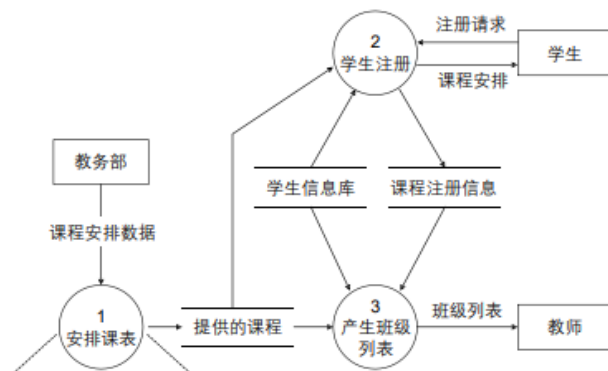 注册请求
2
学生注册
学生
课程安排
教务部
学生信息库
课程注册信息
课程安排数据
1
安排课表
提供的课程
3
产生班级
列表
班级列表
教师